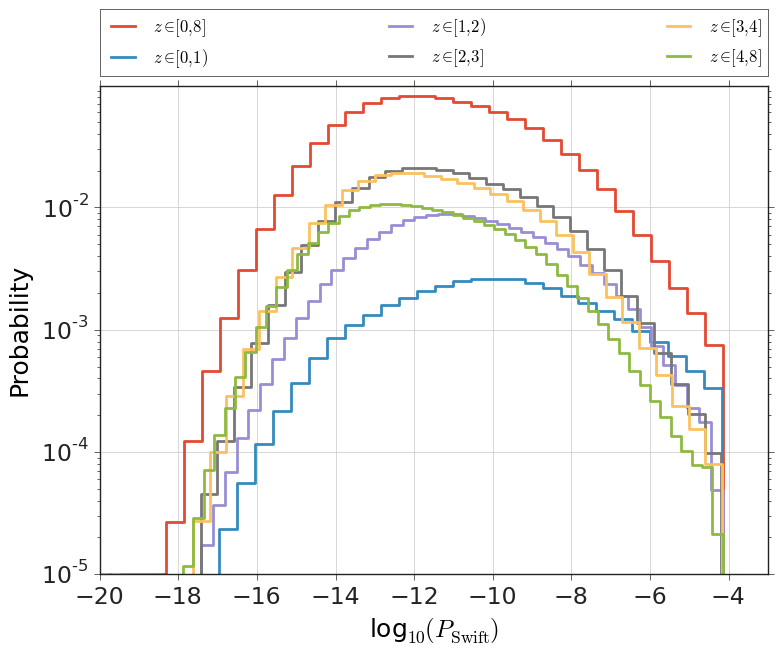 z∈[0,8] z∈[1,2) z∈[3,4]
z∈[0,1) z∈[2,3] z∈[4,8]
10⁻²
10⁻³
10⁻⁴
10⁻⁵
Probability
−20 −18 −16 −14 −12 −10 −8 −6 −4
log₁₀(P_Swift)